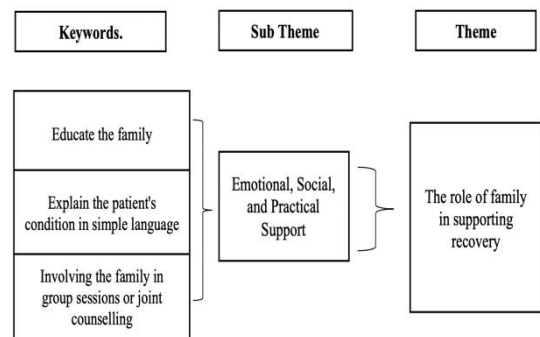 Keywords.
Sub Theme
Theme
Educate the family
Explain the patient's
condition in simple language
Involving the family in
group sessions or joint
counselling
Emotional, Social,
and Practical
Support
The role of family
in supporting
recovery